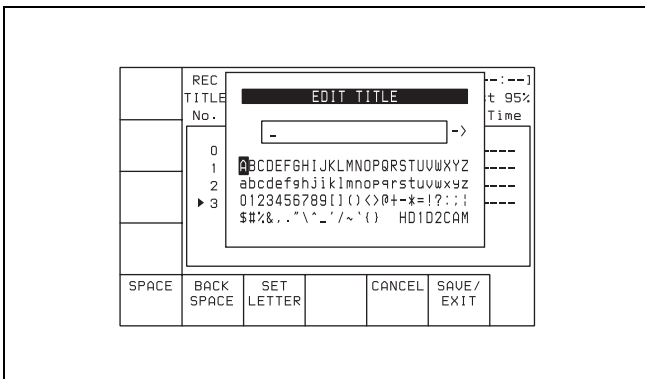 REC -:--]
TITLE EDIT TITLE t 95%
No. Time
_ ->
0 ----
1 ABCDEFGHIJKLMNOPQRSTUVWXYZ ----
2 abcdefghjiklmnopqrstuvwxyz ----
▶ 3 0123456789[]()<>@+-*=!?:;¦ ----
$#%&,."\^_'/~`{} HD1D2CAM
SPACE BACK SET CANCEL SAVE/
SPACE LETTER EXIT